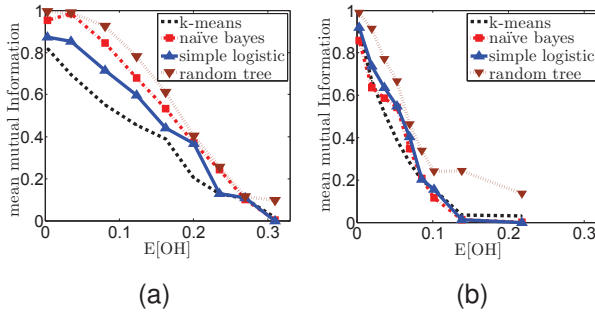 1
0.8
0.6
0.4
0.2
0
mean mutual Information
0 0.1 0.2 0.3
E[OH]
k-means
naïve bayes
simple logistic
random tree
(a)
1
0.8
0.6
0.4
0.2
0
mean mutual Information
0 0.1 0.2 0.3
E[OH]
k-means
naïve bayes
simple logistic
random tree
(b)